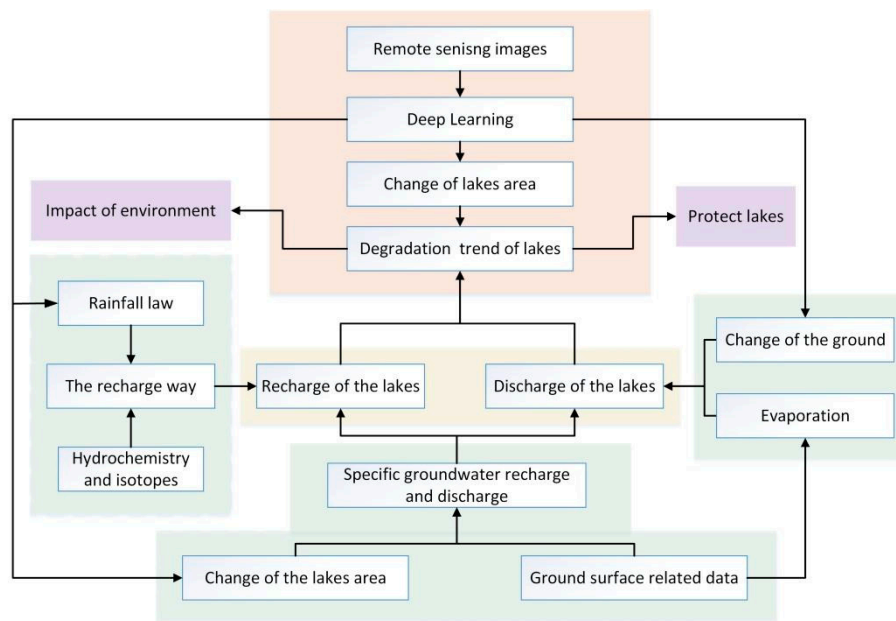 Remote senisng images
Deep Learning
Change of lakes area
Impact of environment
Protect lakes
Degradation trend of lakes
Rainfall law
Change of the ground
The recharge way
Recharge of the lakes
Discharge of the lakes
Evaporation
Hydrochemistry
and isotopes
Specific groundwater recharge
and discharge
Change of the lakes area
Ground surface related data